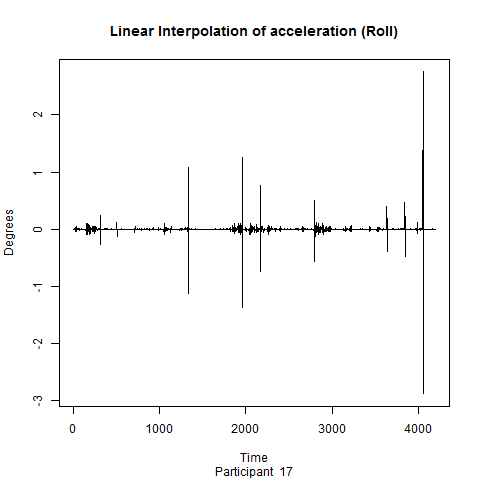 Linear Interpolation of acceleration (Roll)
Degrees
2
1
0
-1
-2
-3
0 1000 2000 3000 4000
Time
Participant 17